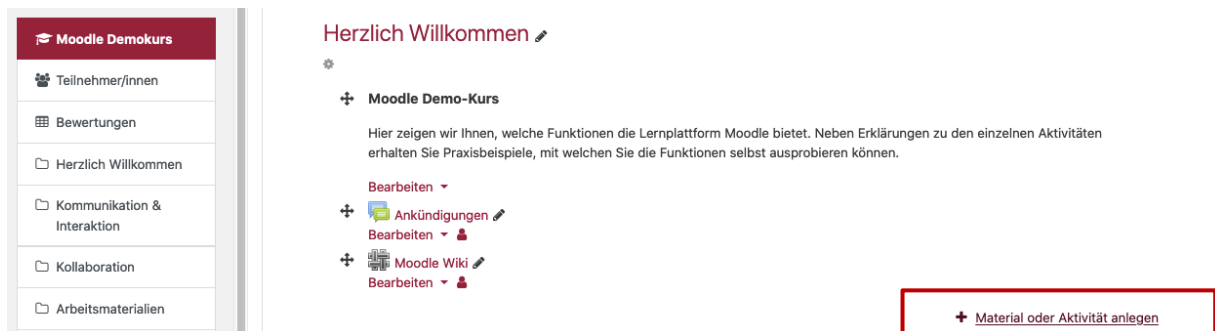 Moodle Demokurs
Teilnehmer/innen
Bewertungen
Herzlich Willkommen
Kommunikation &
Interaktion
Kollaboration
Arbeitsmaterialien
Herzlich Willkommen
Moodle Demo-Kurs
Hier zeigen wir Ihnen, welche Funktionen die Lernplattform Moodle bietet. Neben Erklärungen zu den einzelnen Aktivitäten
erhalten Sie Praxisbeispiele, mit welchen Sie die Funktionen selbst ausprobieren können.
Bearbeiten
Ankündigungen
Bearbeiten
Moodle Wiki
Bearbeiten
Material oder Aktivität anlegen